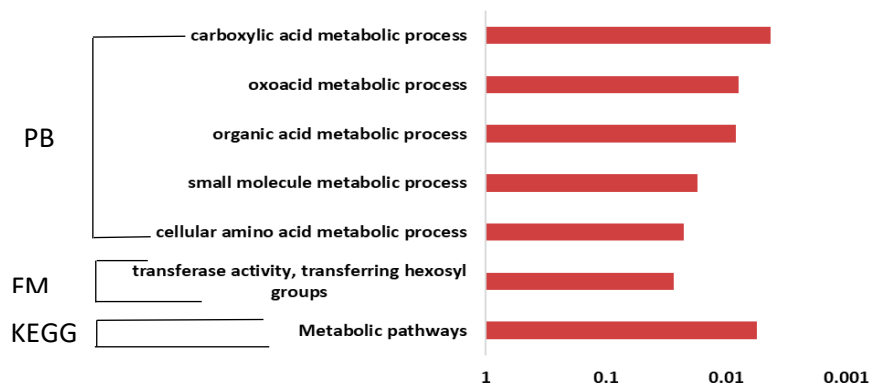 carboxylic acid metabolic process
oxoacid metabolic process
PB
organic acid metabolic process
small molecule metabolic process
cellular amino acid metabolic process
FM
transferase activity, transferring hexosyl
groups
KEGG
Metabolic pathways
1 0.1 0.01 0.001